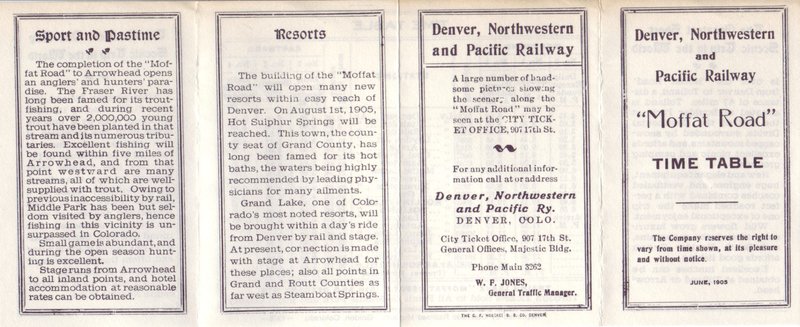 Sport and Pastime
The completion of the "Mof-
fat Road" to Arrowhead opens
an anglers' and hunters' para-
dise. The Fraser River has
long been famed for its trout-
fishing, and during recent
years over 2,000,000 young
trout have been planted in that
stream and its numerous tribu-
taries. Excellent fishing will
be found within five miles of
Arrowhead, and from that
point westward are many
streams, all of which are well-
supplied with trout. Owing to
previous inaccessibility by rail,
Middle Park has been but sel-
dom visited by anglers, hence
fishing in this vicinity is un-
surpassed in Colorado.
Small game is abundant, and
during the open season hunt-
ing is excellent.
Stage runs from Arrowhead
to all inland points, and hotel
accommodation at reasonable
rates can be obtained.
Resorts
The building of the "Moffat
Road" will open many new
resorts within easy reach of
Denver. On August 1st, 1905,
Hot Sulphur Springs will be
reached. This town, the coun-
ty seat of Grand County, has
long been famed for its hot
baths, the waters being highly
recommended by leading phy-
sicians for many ailments.
Grand Lake, one of Colo-
rado's most noted resorts, will
be brought within a day's ride
from Denver by rail and stage.
At present, connection is made
with stage at Arrowhead for
these places; also all points in
Grand and Routt Counties as
far west as Steamboat Springs.
Denver, Northwestern
and Pacific Railway
A large number of hand-
some pictures showing
the scenery along the
"Moffat Road" may be
seen at the CITY TICK-
ET OFFICE, 907 17th St.
For any additional infor-
mation call at or address
Denver, Northwestern
and Pacific Ry.
DENVER, COLO.
City Ticket Office, 907 17th St.
General Offices, Majestic Bldg.
Phone Main 3262
W. F. JONES,
General Traffic Manager.
THE C. F. HOECKEL B. B. CO. DENVER
Denver, Northwestern
and
Pacific Railway
"Moffat Road"
TIME TABLE
The Company reserves the right to
vary from time shown, at its pleasure
and without notice.
JUNE, 1905